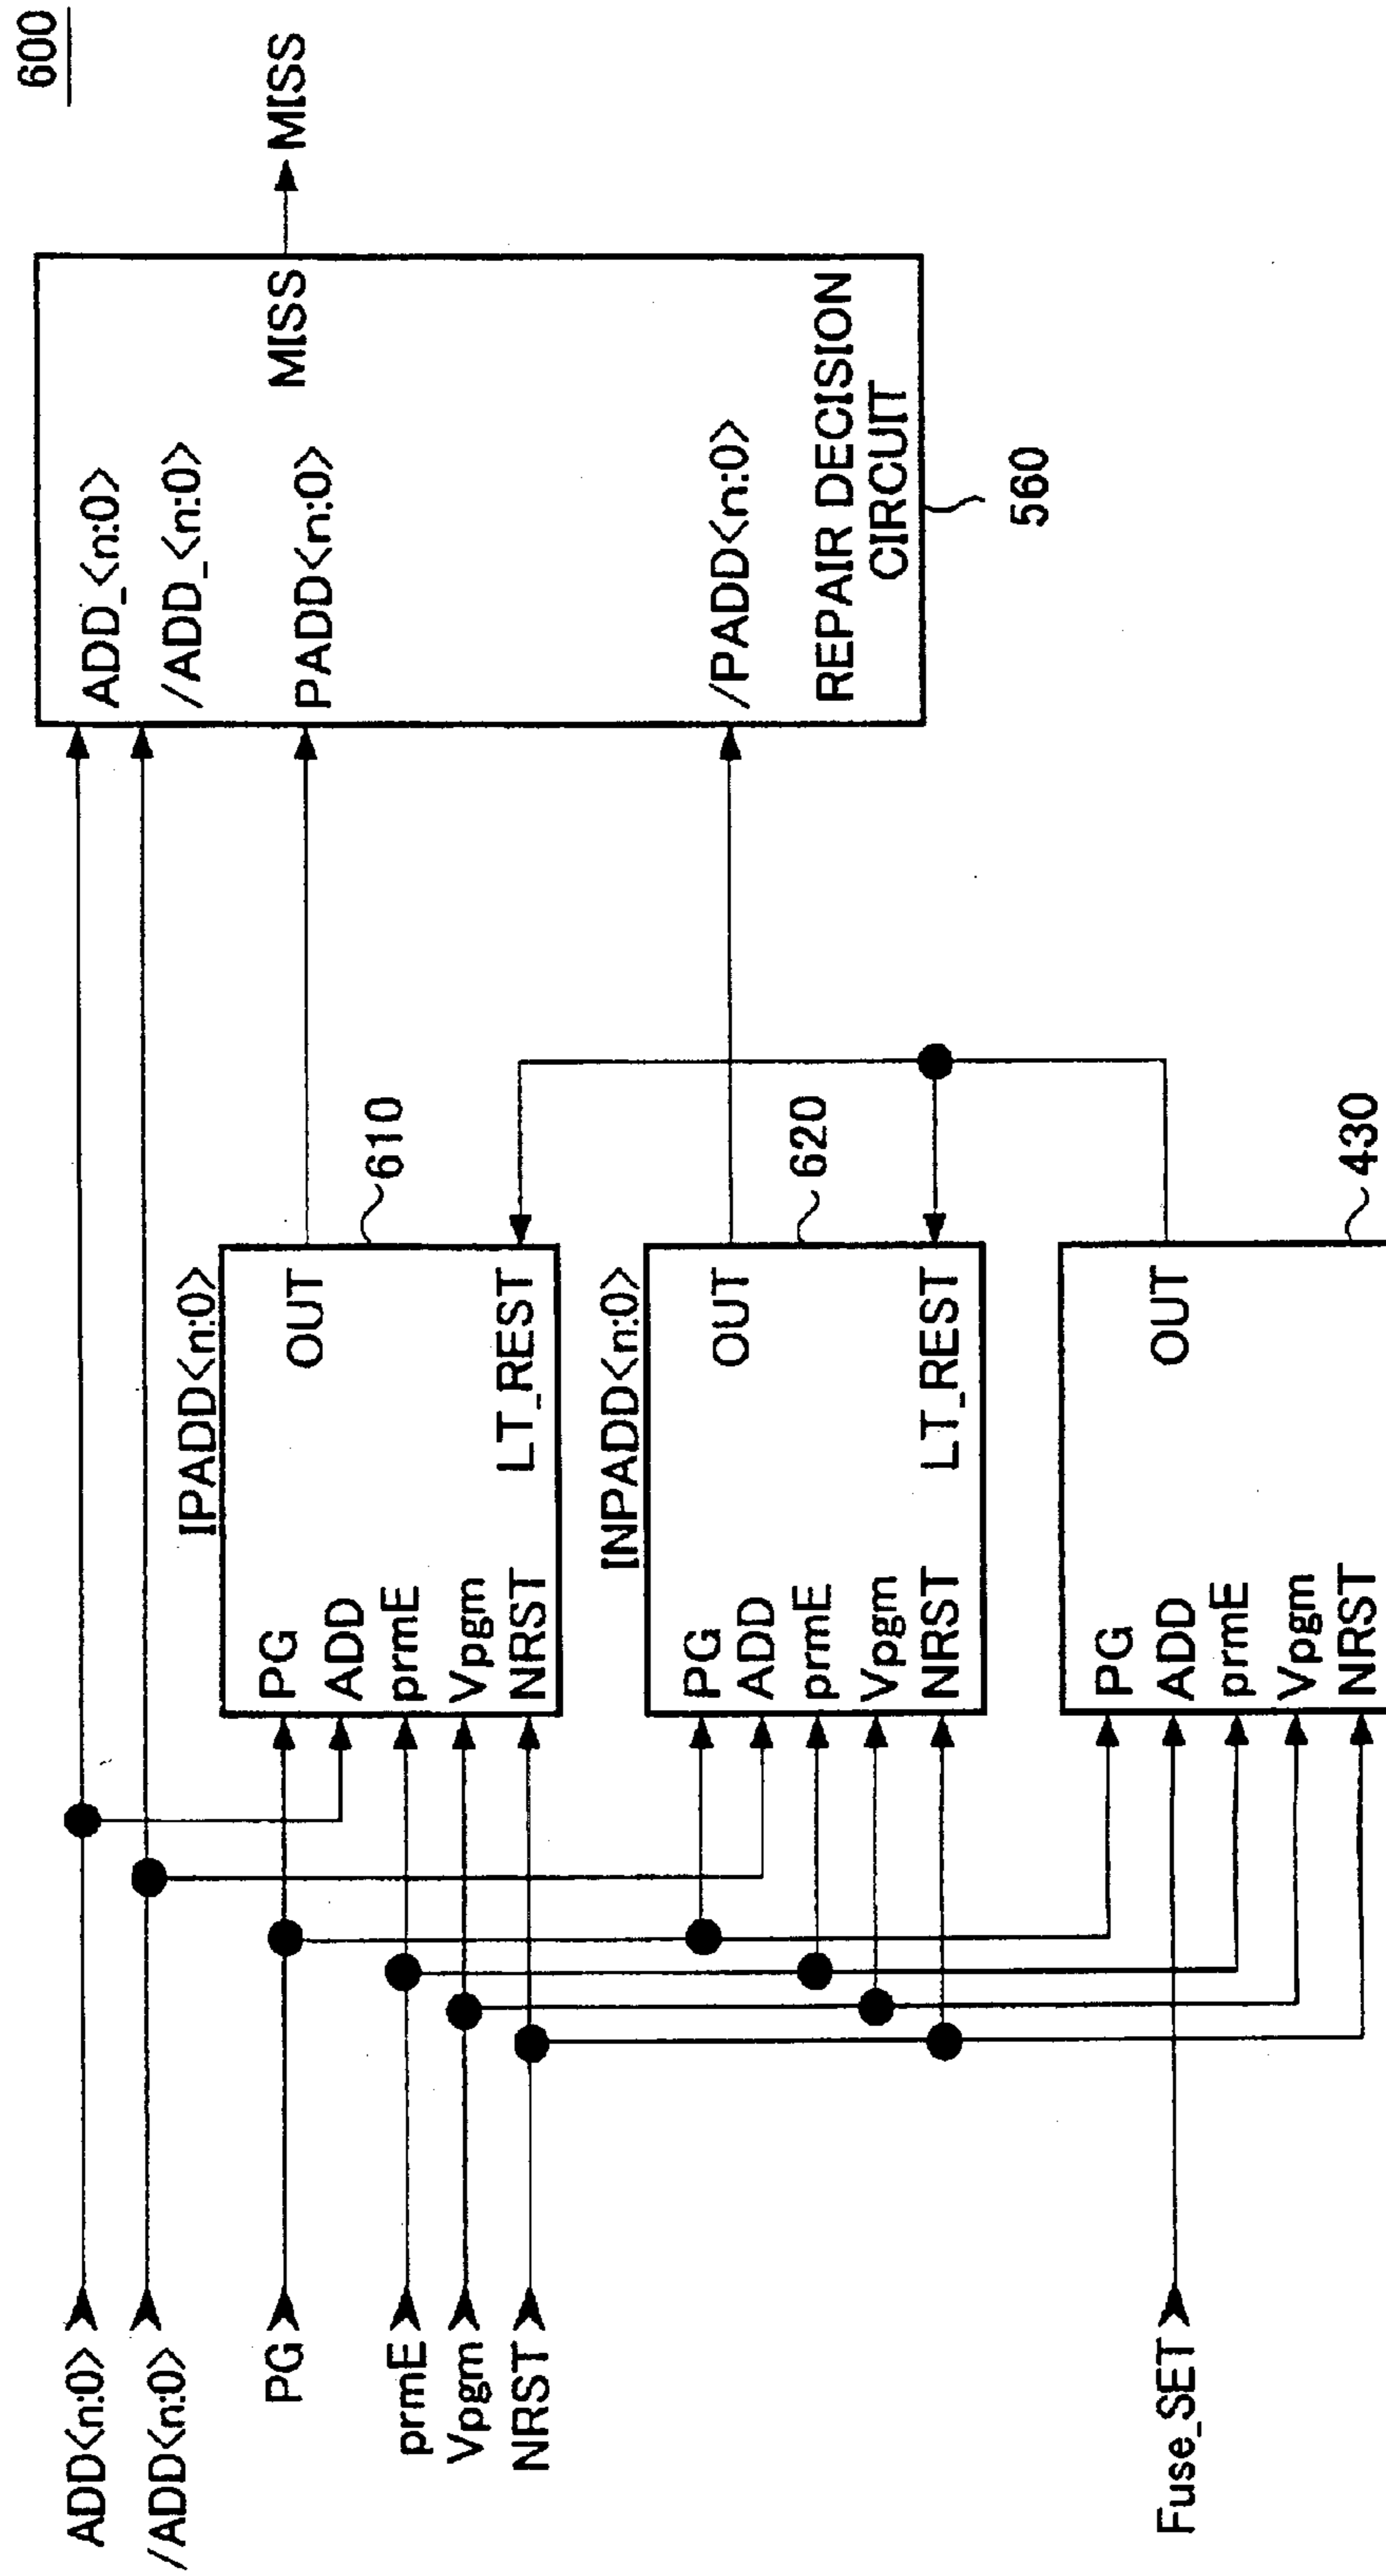 600
ADD<n:0>
/ADD<n:0>
PG
prmE
Vpgm
NRST
Fuse_SET
IPADD<n:0>
PG
ADD
prmE
Vpgm
NRST
OUT
LT_REST
610
INPADD<n:0>
PG
ADD
prmE
Vpgm
NRST
OUT
LT_REST
620
PG
ADD
prmE
Vpgm
NRST
OUT
430
ADD_<n:0>
/ADD_<n:0>
PADD<n:0>
/PADD<n:0>
MISS
REPAIR DECISION
CIRCUIT
560
MISS